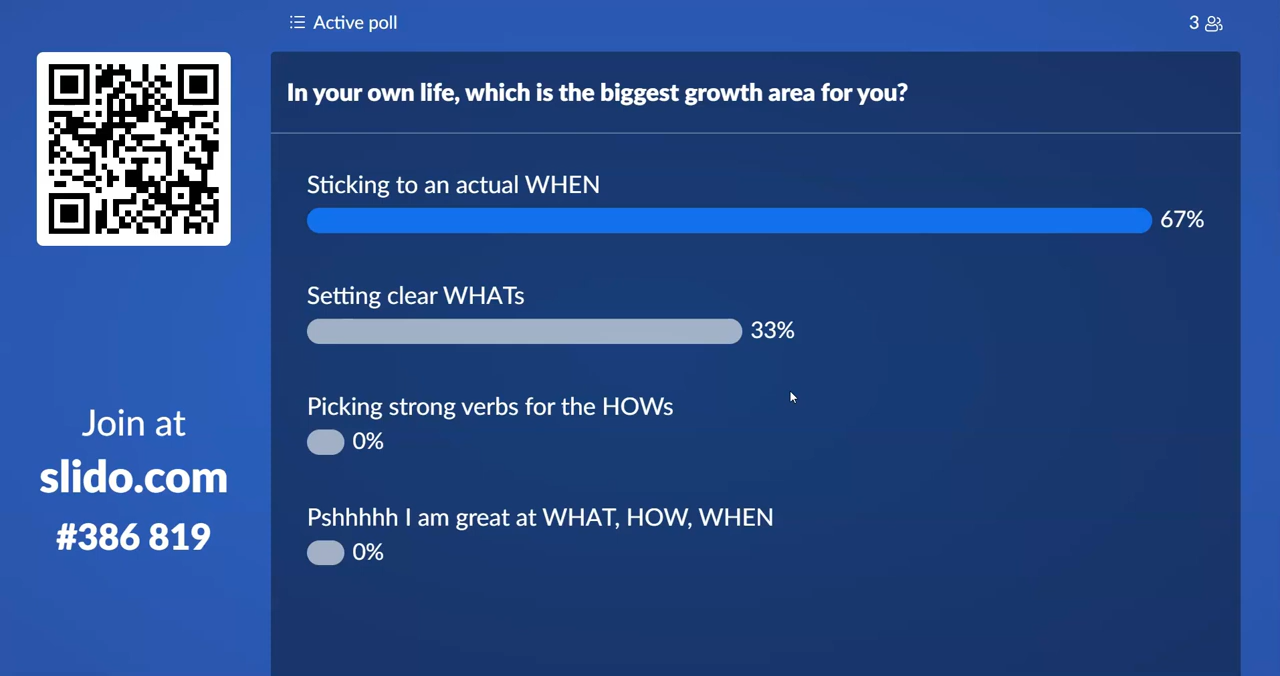 Active poll
3
In your own life, which is the biggest growth area for you?
Sticking to an actual WHEN
67%
Setting clear WHATs
33%
Picking strong verbs for the HOWs
0%
Pshhhhh I am great at WHAT, HOW, WHEN
0%
Join at
slido.com
#386 819